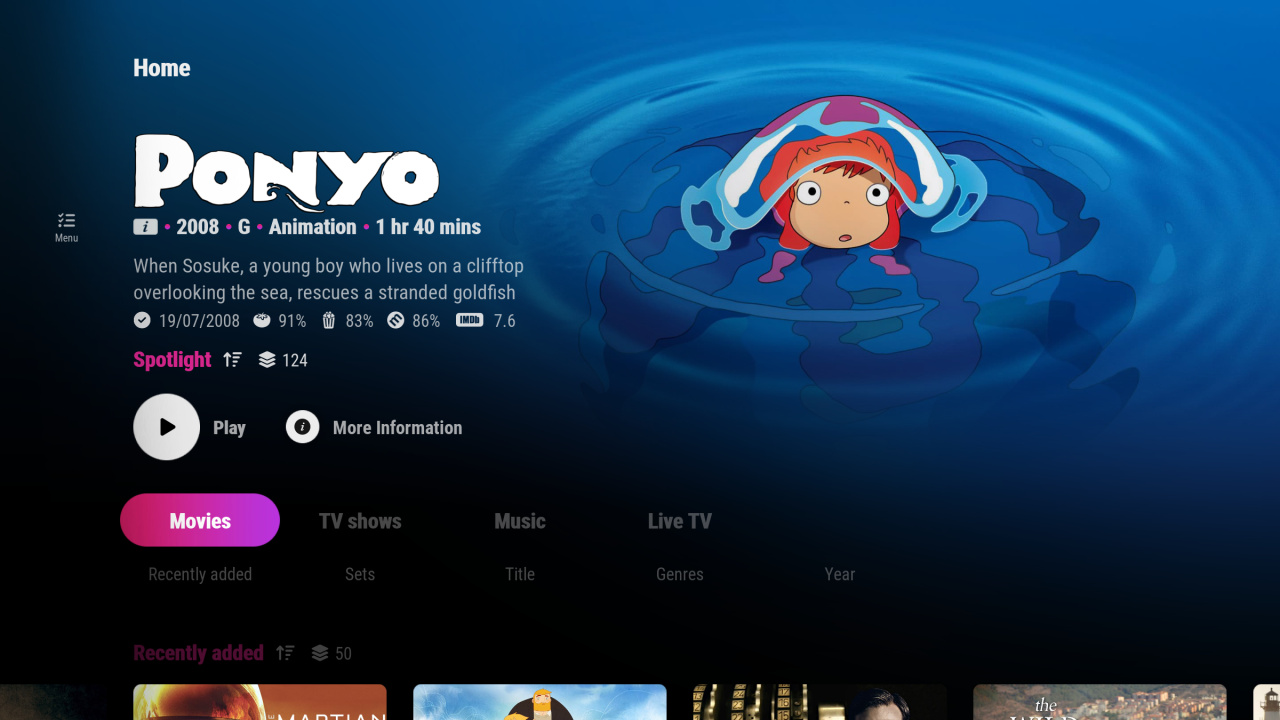 Home
PONYO
i • 2008 • G • Animation • 1 hr 40 mins
Menu
When Sosuke, a young boy who lives on a clifftop
overlooking the sea, rescues a stranded goldfish
19/07/2008 91% 83% 86% IMDb 7.6
Spotlight 124
Play i More Information
Movies TV shows Music Live TV
Recently added Sets Title Genres Year
Recently added 50
THE MARTIAN
the
WILD